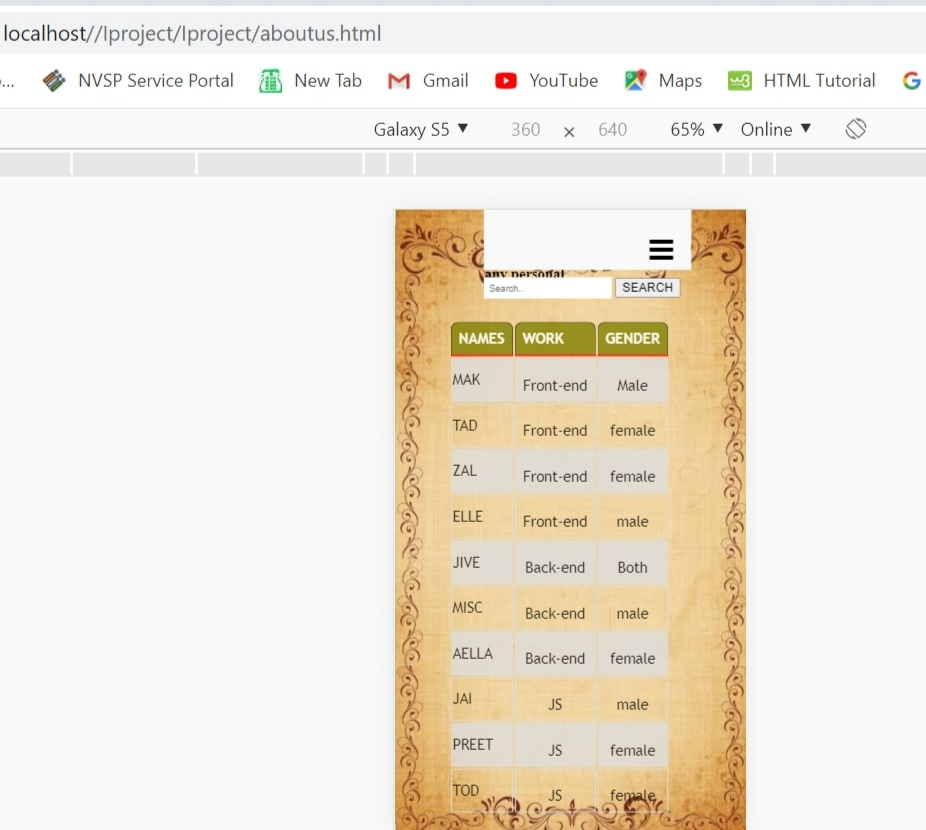 localhost//Iproject/Iproject/aboutus.html
... NVSP Service Portal New Tab Gmail YouTube Maps w3 HTML Tutorial G
Galaxy S5 ▼ 360 × 640 65% ▼ Online ▼
any personal
Search.. SEARCH
NAMES WORK GENDER
MAK Front-end Male
TAD Front-end female
ZAL Front-end female
ELLE Front-end male
JIVE Back-end Both
MISC Back-end male
AELLA Back-end female
JAI JS male
PREET JS female
TOD JS female